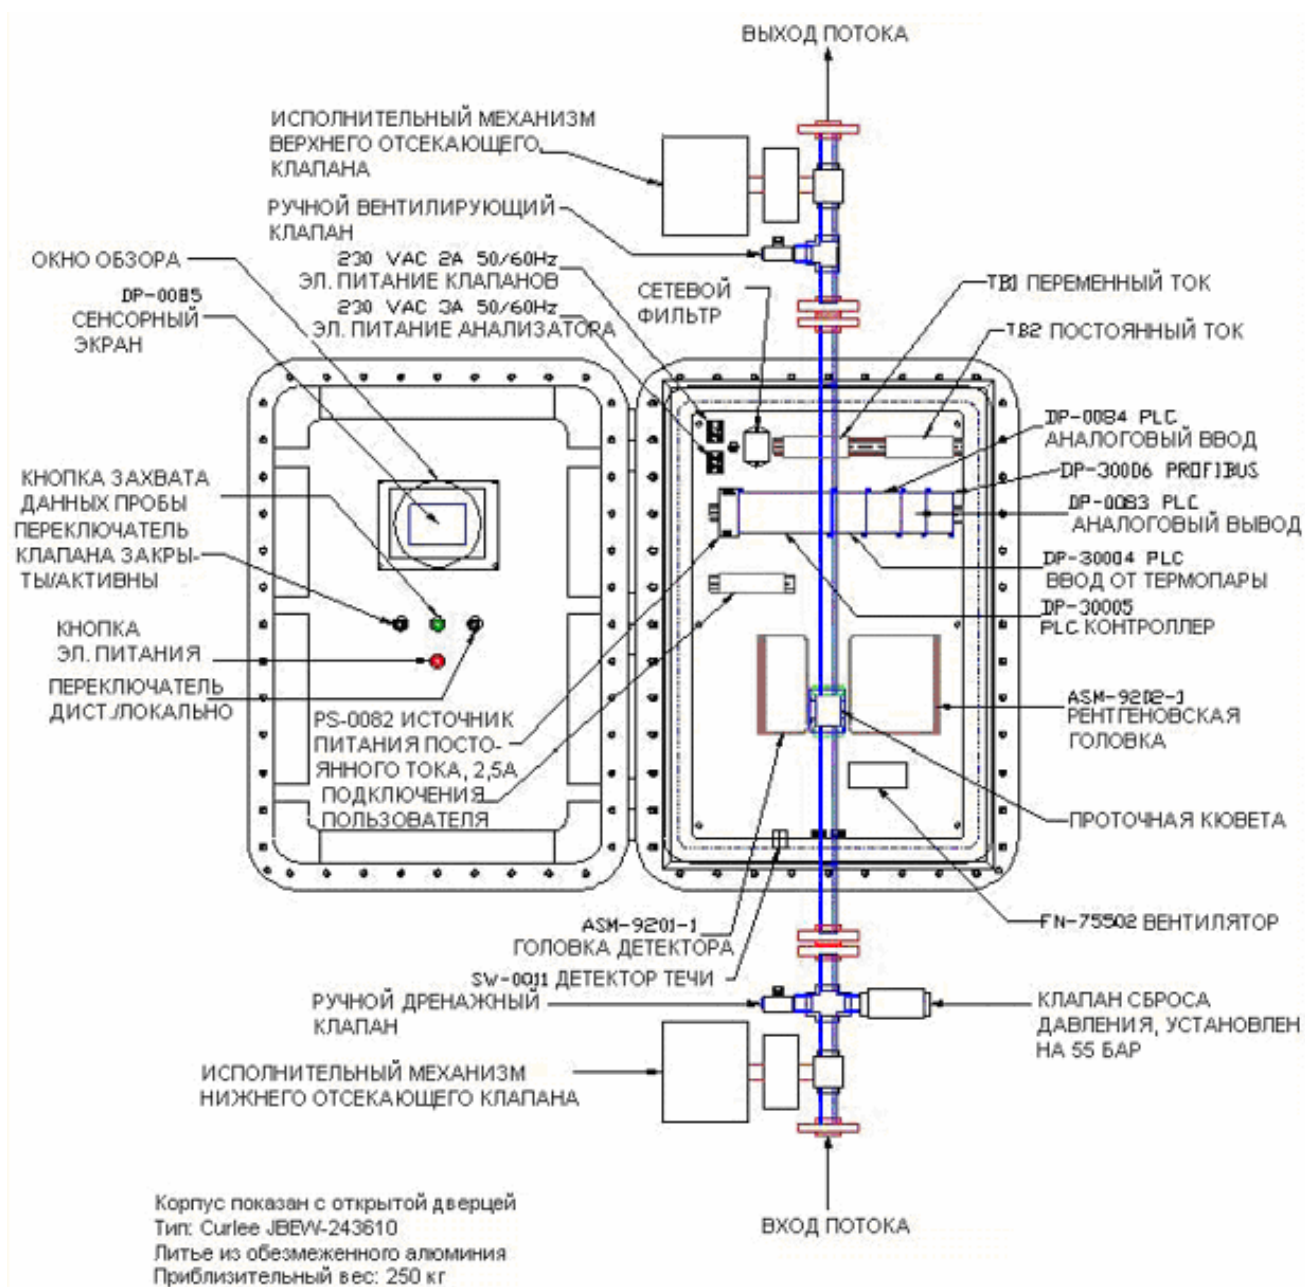 ВЫХОД ПОТОКА
ИСПОЛНИТЕЛЬНЫЙ МЕХАНИЗМ
ВЕРХНЕГО ОТСЕКАЮЩЕГО
КЛАПАНА
РУЧНОЙ ВЕНТИЛИРУЮЩИЙ
КЛАПАН
230 VAC 2A 50/60Hz
ЭЛ. ПИТАНИЕ КЛАПАНОВ
230 VAC 3A 50/60Hz
ЭЛ. ПИТАНИЕ АНАЛИЗАТОРА
ОКНО ОБЗОРА
DP-0085
СЕНСОРНЫЙ
ЭКРАН
СЕТЕВОЙ
ФИЛЬТР
TB1 ПЕРЕМЕННЫЙ ТОК
TB2 ПОСТОЯННЫЙ ТОК
DP-0084 PLC
АНАЛОГОВЫЙ ВВОД
DP-30006 PROFIBUS
DP-0083 PLC
АНАЛОГОВЫЙ ВЫВОД
DP-30004 PLC
ВВОД ОТ ТЕРМОПАРЫ
DP-30005
PLC КОНТРОЛЛЕР
КНОПКА ЗАХВАТА
ДАННЫХ ПРОБЫ
ПЕРЕКЛЮЧАТЕЛЬ
КЛАПАНА ЗАКРЫ-
ТЫ/АКТИВНЫ
КНОПКА
ЭЛ. ПИТАНИЯ
ПЕРЕКЛЮЧАТЕЛЬ
ДИСТ./ЛОКАЛЬНО
PS-0082 ИСТОЧНИК
ПИТАНИЯ ПОСТО-
ЯННОГО ТОКА, 2,5А
ПОДКЛЮЧЕНИЯ
ПОЛЬЗОВАТЕЛЯ
ASM-9202-1
РЕНТГЕНОВСКАЯ
ГОЛОВКА
ПРОТОЧНАЯ КЮВЕТА
FN-75502 ВЕНТИЛЯТОР
ASM-9201-1
ГОЛОВКА ДЕТЕКТОРА
SW-0011 ДЕТЕКТОР ТЕЧИ
РУЧНОЙ ДРЕНАЖНЫЙ
КЛАПАН
КЛАПАН СБРОСА
ДАВЛЕНИЯ, УСТАНОВЛЕН
НА 55 БАР
ИСПОЛНИТЕЛЬНЫЙ МЕХАНИЗМ
НИЖНЕГО ОТСЕКАЮЩЕГО КЛАПАНА
ВХОД ПОТОКА
Корпус показан с открытой дверцей
Тип: Curlee JBEW-243610
Литье из обезмеженного алюминия
Приблизительный вес: 250 кг